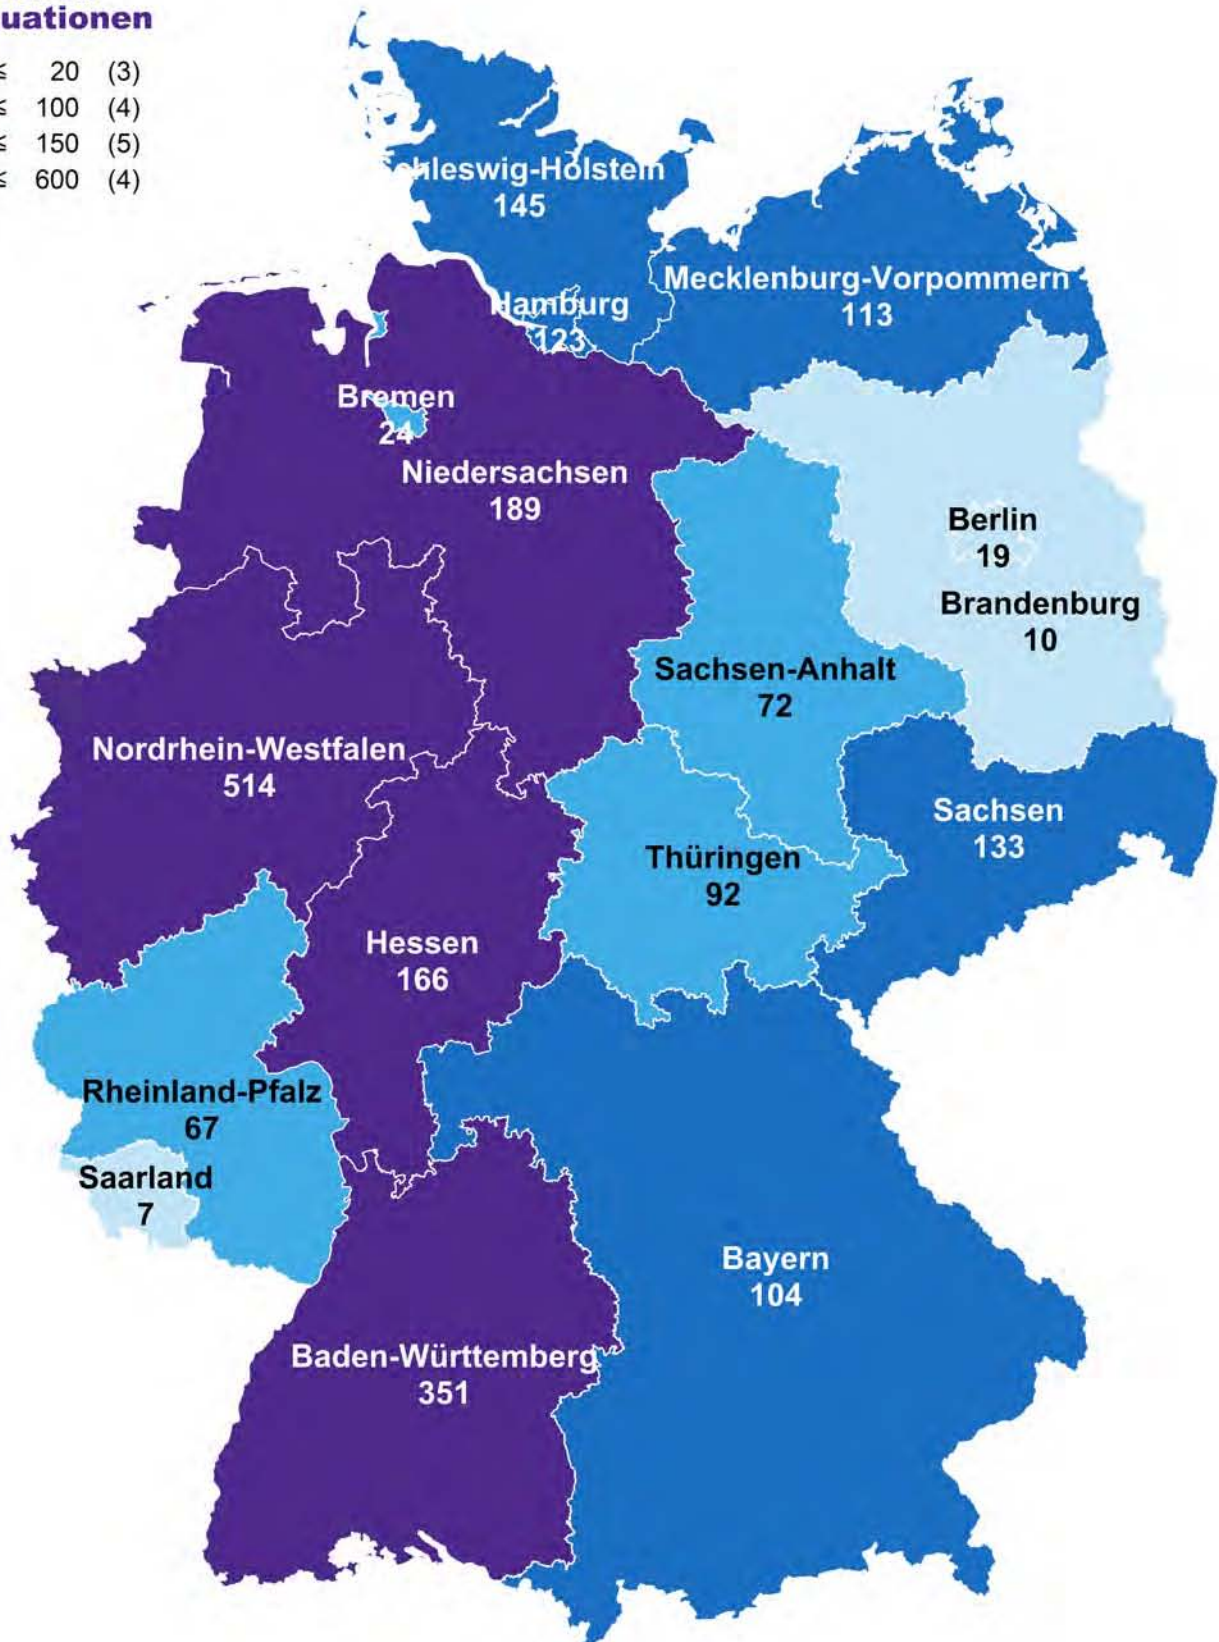 uationen
≤ 20 (3)
≤ 100 (4)
≤ 150 (5)
≤ 600 (4)
chleswig-Holstein
145
Mecklenburg-Vorpommern
113
Hamburg
123
Bremen
24
Niedersachsen
189
Berlin
19
Brandenburg
10
Sachsen-Anhalt
72
Nordrhein-Westfalen
514
Sachsen
133
Thüringen
92
Hessen
166
Rheinland-Pfalz
67
Saarland
7
Bayern
104
Baden-Württemberg
351